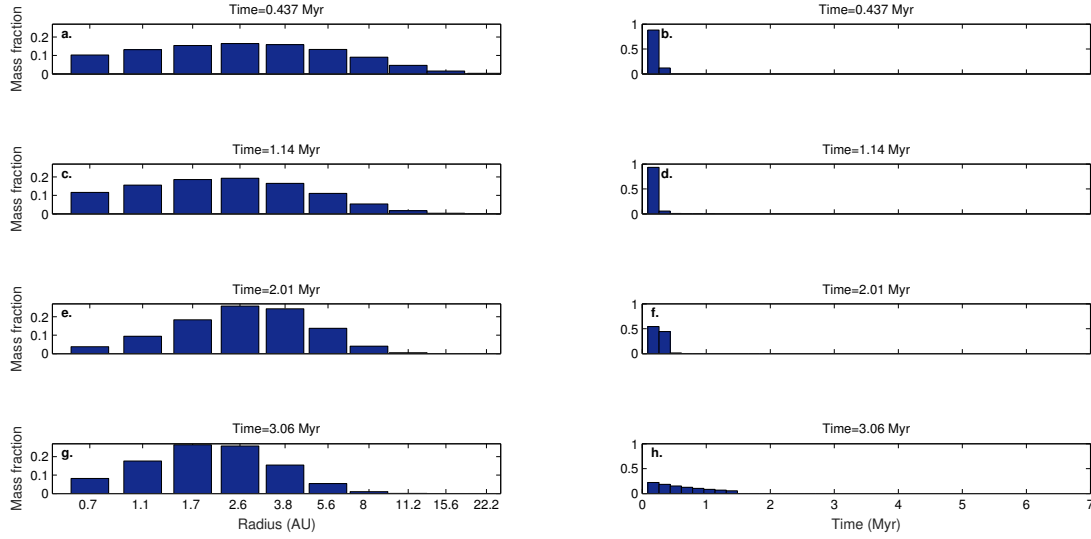 Time=0.437 Myr
Time=0.437 Myr
Mass fraction
0.2
0.1
0
a.
1
0.5
0
b.
Time=1.14 Myr
Time=1.14 Myr
Mass fraction
0.2
0.1
0
c.
1
0.5
0
d.
Time=2.01 Myr
Time=2.01 Myr
Mass fraction
0.2
0.1
0
e.
1
0.5
0
f.
Time=3.06 Myr
Time=3.06 Myr
Mass fraction
0.2
0.1
0
g.
1
0.5
0
h.
0.7 1.1 1.7 2.6 3.8 5.6 8 11.2 15.6 22.2
0 1 2 3 4 5 6 7
Radius (AU)
Time (Myr)